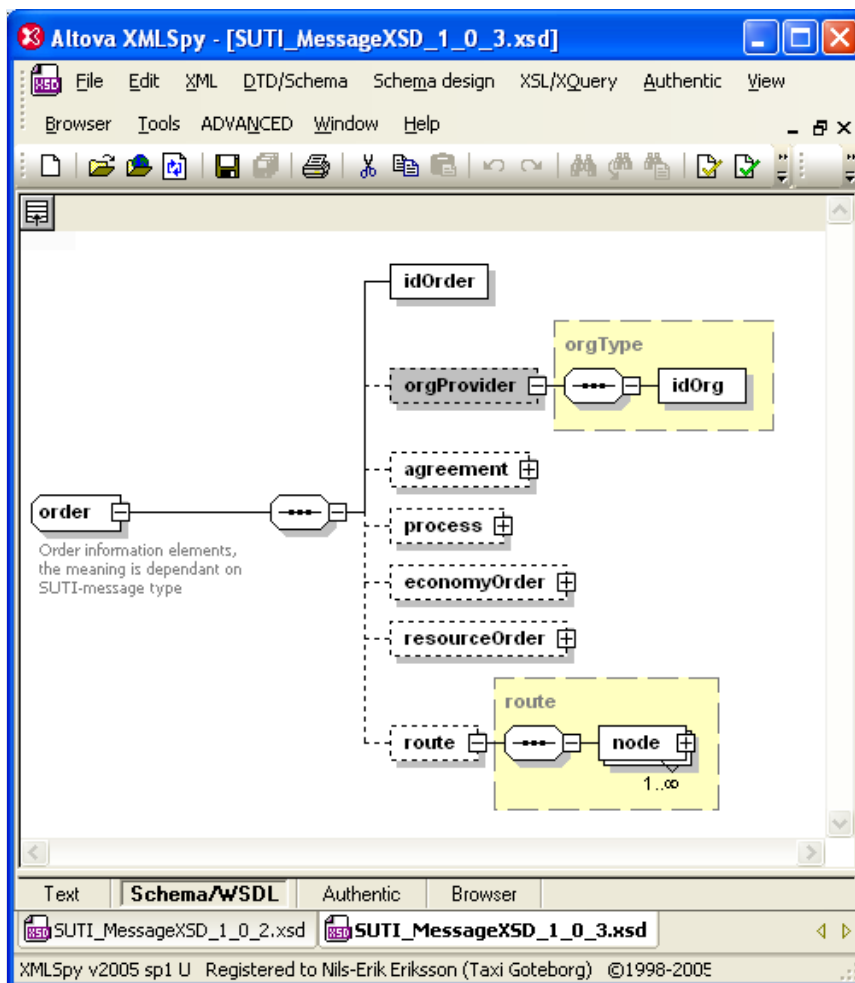 Altova XMLSpy - [SUTI_MessageXSD_1_0_3.xsd]
File Edit XML DTD/Schema Schema design XSL/XQuery Authentic View
Browser Tools ADVANCED Window Help
idOrder
orgType
orgProvider
idOrg
agreement
order
process
Order information elements,
the meaning is dependant on
SUTI-message type
economyOrder
resourceOrder
route
route
node
1..∞
Text Schema/WSDL Authentic Browser
XSD SUTI_MessageXSD_1_0_2.xsd XSD SUTI_MessageXSD_1_0_3.xsd
XMLSpy v2005 sp1 U Registered to Nils-Erik Eriksson (Taxi Goteborg) ©1998-2005